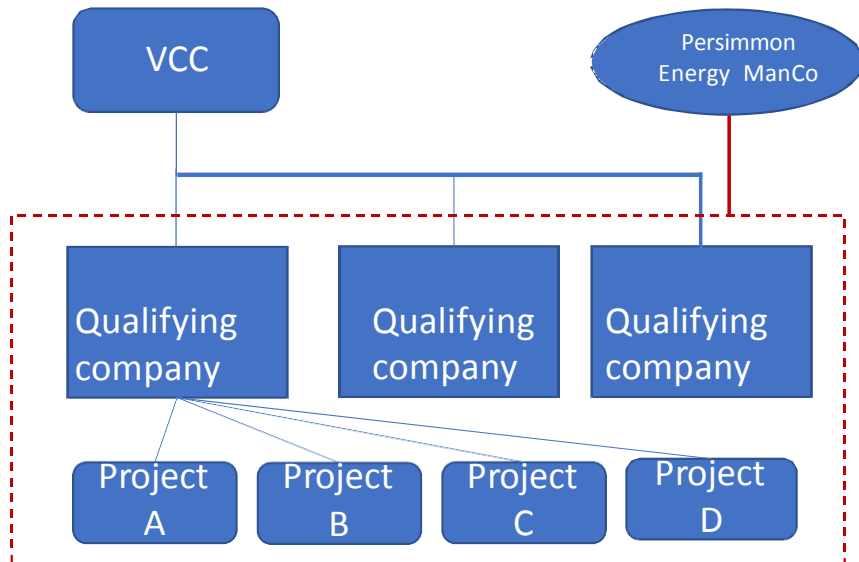 VCC
Persimmon
Energy ManCo
Qualifying
company
Qualifying
company
Qualifying
company
Project
A
Project
B
Project
C
Project
D